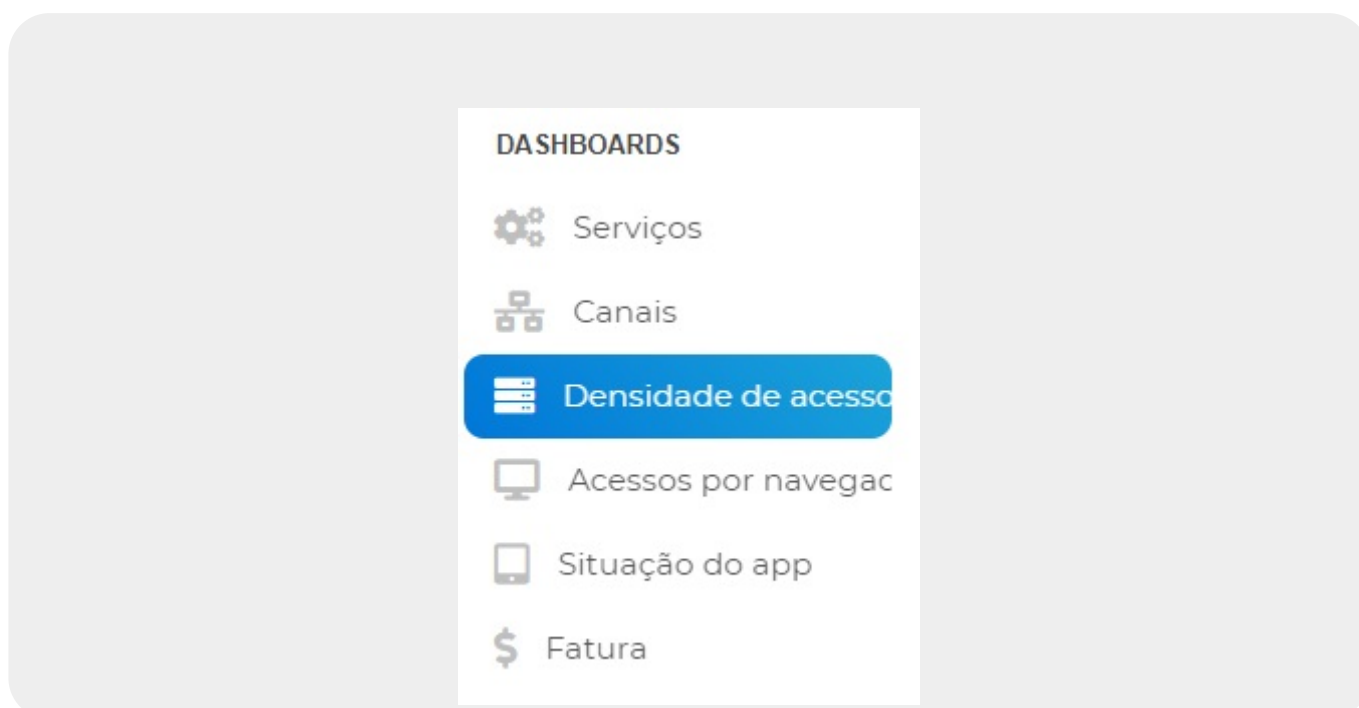 DASHBOARDS
Serviços
Canais
Densidade de acesso
Acessos por navegac
Situação do app
Fatura